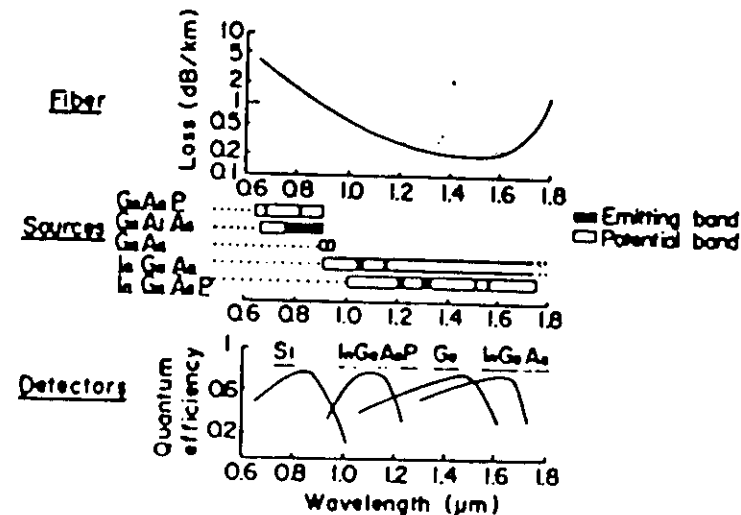 Fiber
Loss (dB/km)
10
5
2
1
0.5
0.2
0.1
0.6 0.8 1.0 1.2 1.4 1.6 1.8
Sources
GaAsP
GaAlAs
GaAs
InGaAs
InGaAsP
Emitting band
Potential band
0.6 0.8 1.0 1.2 1.4 1.6 1.8
Detectors
Quantum efficiency
1
0.6
0.2
Si InGaAsP Ge InGaAs
0.6 0.8 1.0 1.2 1.4 1.6 1.8
Wavelength (μm)